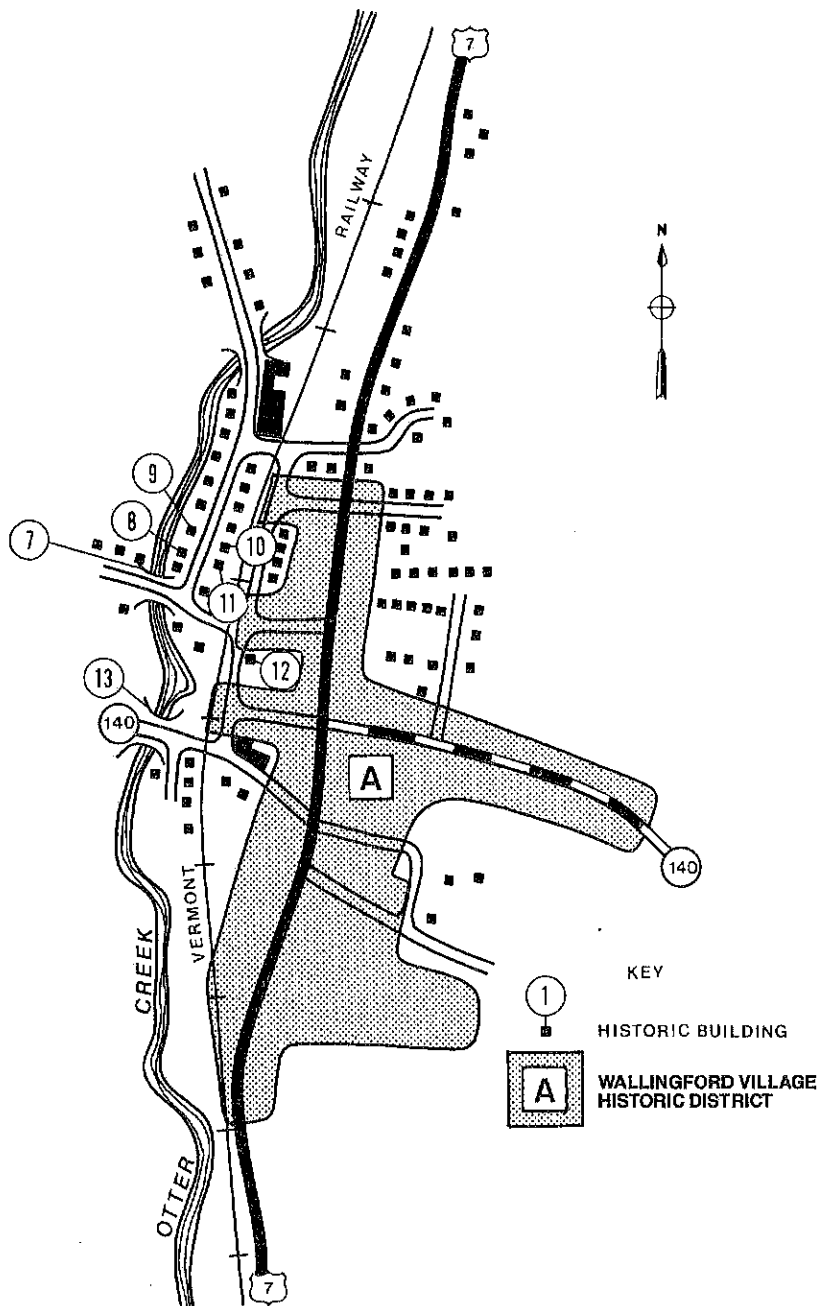 7
RAILWAY
N
9
8
7
10
11
12
13
140
A
140
VERMONT
CREEK
OTTER
KEY
1
HISTORIC BUILDING
A
WALLINGFORD VILLAGE
HISTORIC DISTRICT
7